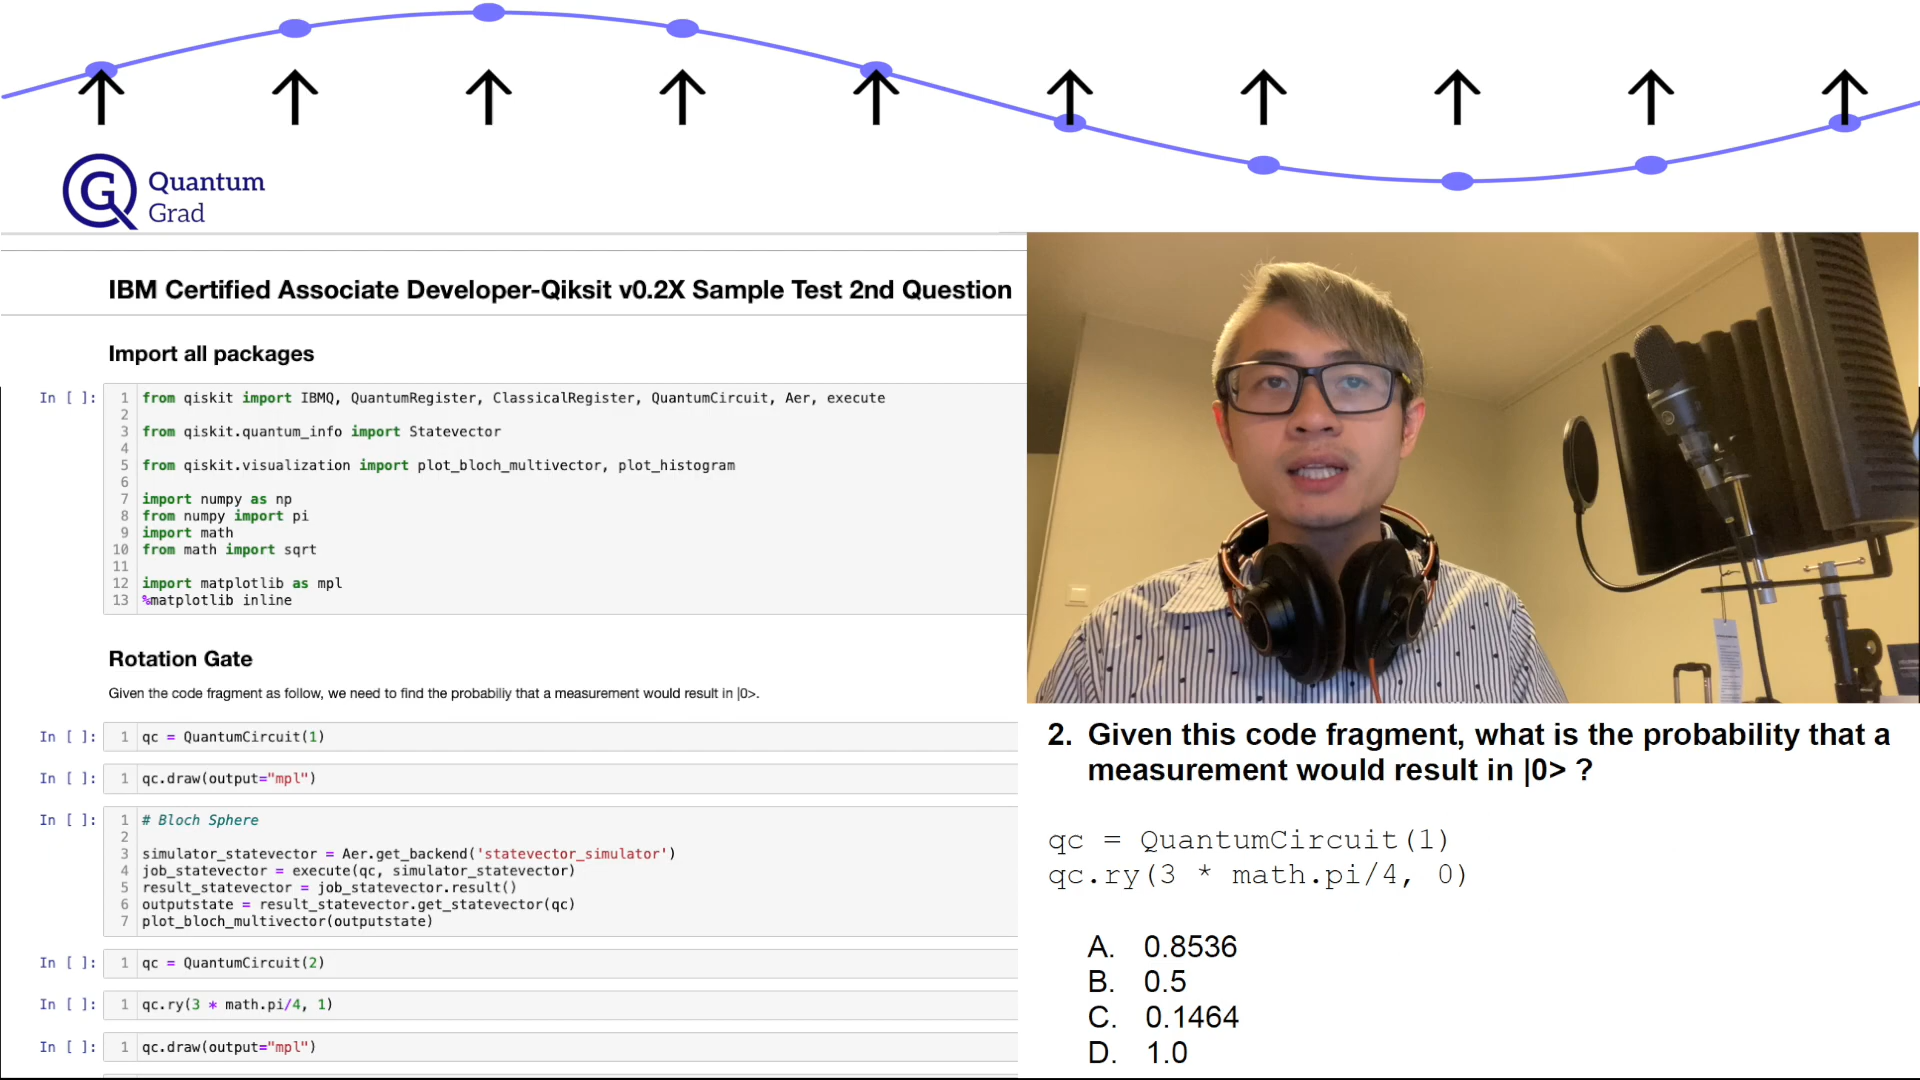 Quantum
Grad
IBM Certified Associate Developer-Qiksit v0.2X Sample Test 2nd Question
Import all packages
In [ ]:
1 from qiskit import IBMQ, QuantumRegister, ClassicalRegister, QuantumCircuit, Aer, execute
2
3 from qiskit.quantum_info import Statevector
4
5 from qiskit.visualization import plot_bloch_multivector, plot_histogram
6
7 import numpy as np
8 from numpy import pi
9 import math
10 from math import sqrt
11
12 import matplotlib as mpl
13 %matplotlib inline
Rotation Gate
Given the code fragment as follow, we need to find the probabiliy that a measurement would result in |0>.
In [ ]:
1 qc = QuantumCircuit(1)
In [ ]:
1 qc.draw(output="mpl")
In [ ]:
1 # Bloch Sphere
2
3 simulator_statevector = Aer.get_backend('statevector_simulator')
4 job_statevector = execute(qc, simulator_statevector)
5 result_statevector = job_statevector.result()
6 outputstate = result_statevector.get_statevector(qc)
7 plot_bloch_multivector(outputstate)
In [ ]:
1 qc = QuantumCircuit(2)
In [ ]:
1 qc.ry(3 * math.pi/4, 1)
In [ ]:
1 qc.draw(output="mpl")
2. Given this code fragment, what is the probability that a
measurement would result in |0> ?
qc = QuantumCircuit(1)
qc.ry(3 * math.pi/4, 0)
A. 0.8536
B. 0.5
C. 0.1464
D. 1.0